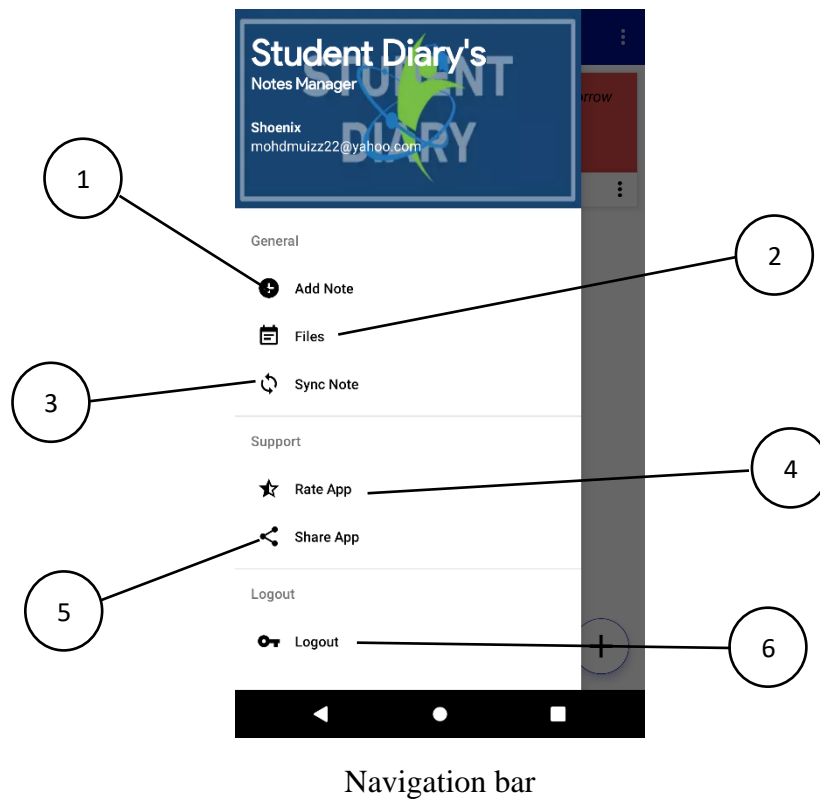 Student Diary's
Notes Manager
STUDENT
DIARY
Shoenix
mohdmuizz22@yahoo.com
rrow
1
General
2
Add Note
Files
3
Sync Note
Support
4
Rate App
Share App
5
Logout
Logout
6
Navigation bar